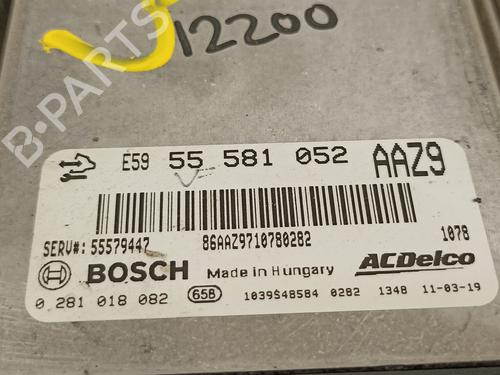 B-PARTS
12200
E59 55 581 052 AAZ9
SERV#: 55579447 86AAZ9710780282 1078
BOSCH Made in Hungary ACDelco
0 281 018 082 65B 1039S48584 0282 1348 11-03-19